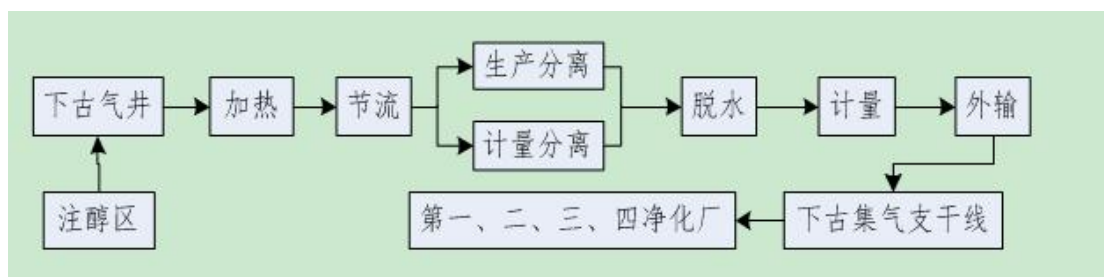 生产分离
下古气井
加热
节流
脱水
计量
外输
计量分离
注醇区
第一、二、三、四净化厂
下古集气支干线